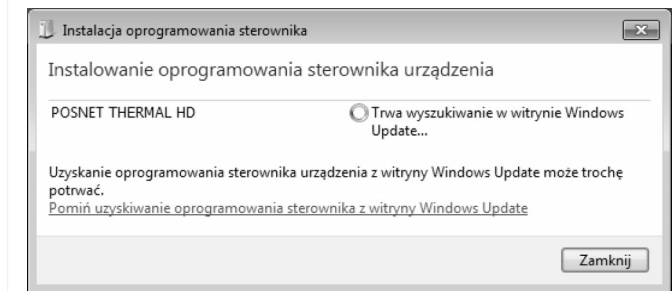 Instalacja oprogramowania sterownika
Instalowanie oprogramowania sterownika urządzenia
POSNET THERMAL HD
Trwa wyszukiwanie w witrynie Windows
Update...
Uzyskanie oprogramowania sterownika urządzenia z witryny Windows Update może trochę
potrwać.
Pomiń uzyskiwanie oprogramowania sterownika z witryny Windows Update
Zamknij